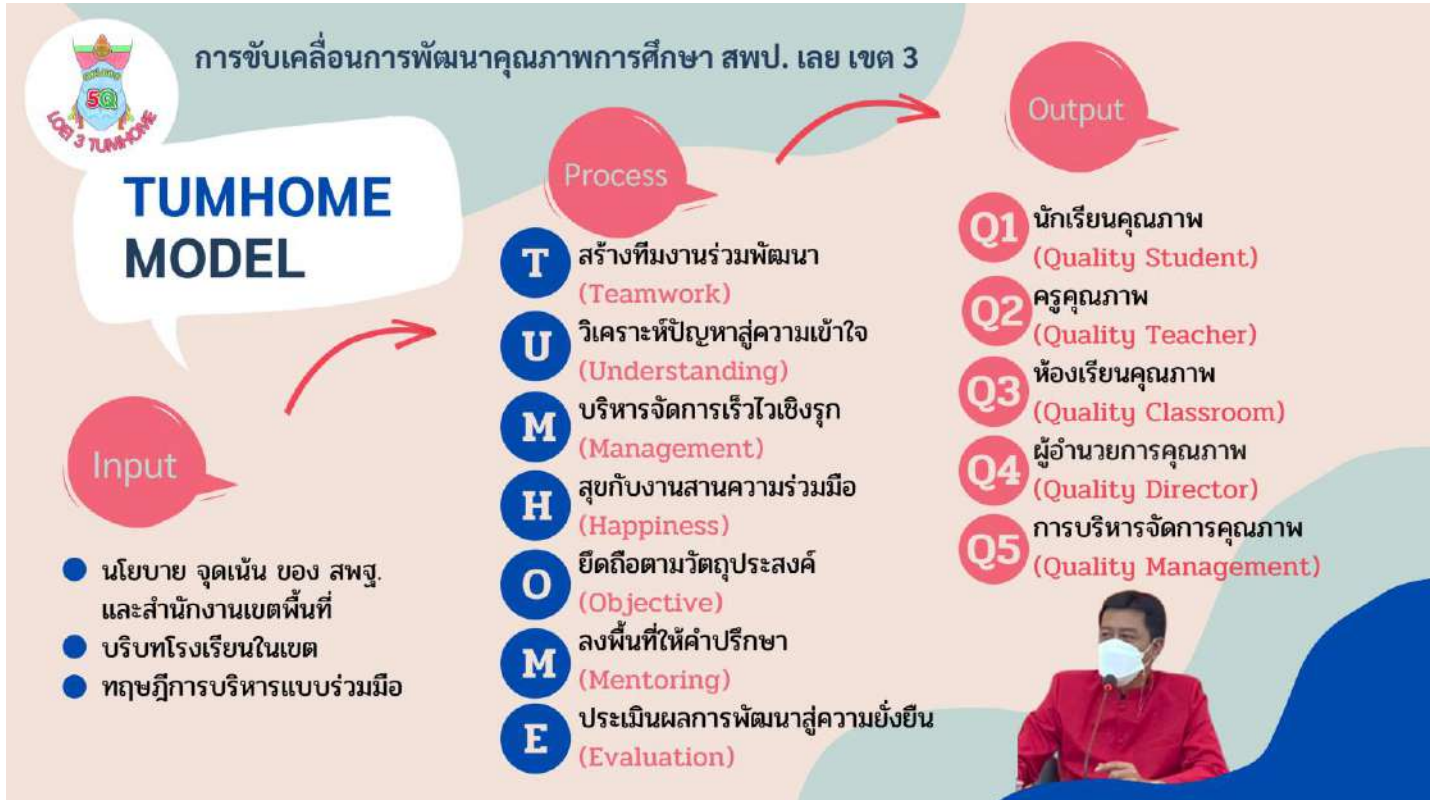 การขับเคลื่อนการพัฒนาคุณภาพการศึกษา สพป. เลย เขต 3
5Q
LOEI 3 TUMHOME
TUMHOME
MODEL
Input
นโยบาย จุดเน้น ของ สพฐ.
และสำนักงานเขตพื้นที่
บริบทโรงเรียนในเขต
ทฤษฎีการบริหารแบบร่วมมือ
Process
T สร้างทีมงานร่วมพัฒนา
(Teamwork)
U วิเคราะห์ปัญหาสู่ความเข้าใจ
(Understanding)
M บริหารจัดการเร็วไวเชิงรุก
(Management)
H สุขกับงานสานความร่วมมือ
(Happiness)
O ยึดถือตามวัตถุประสงค์
(Objective)
M ลงพื้นที่ให้คำปรึกษา
(Mentoring)
E ประเมินผลการพัฒนาสู่ความยั่งยืน
(Evaluation)
Output
Q1 นักเรียนคุณภาพ
(Quality Student)
Q2 ครูคุณภาพ
(Quality Teacher)
Q3 ห้องเรียนคุณภาพ
(Quality Classroom)
Q4 ผู้อำนวยการคุณภาพ
(Quality Director)
Q5 การบริหารจัดการคุณภาพ
(Quality Management)